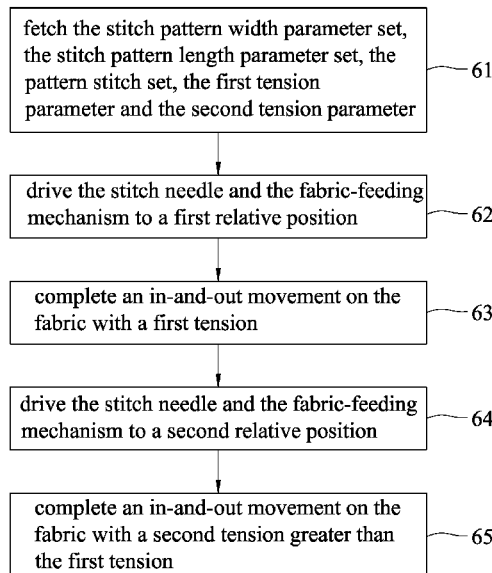 fetch the stitch pattern width parameter set,
the stitch pattern length parameter set, the
pattern stitch set, the first tension
parameter and the second tension parameter
61
drive the stitch needle and the fabric-feeding
mechanism to a first relative position
62
complete an in-and-out movement on the
fabric with a first tension
63
drive the stitch needle and the fabric-feeding
mechanism to a second relative position
64
complete an in-and-out movement on the
fabric with a second tension greater than
the first tension
65